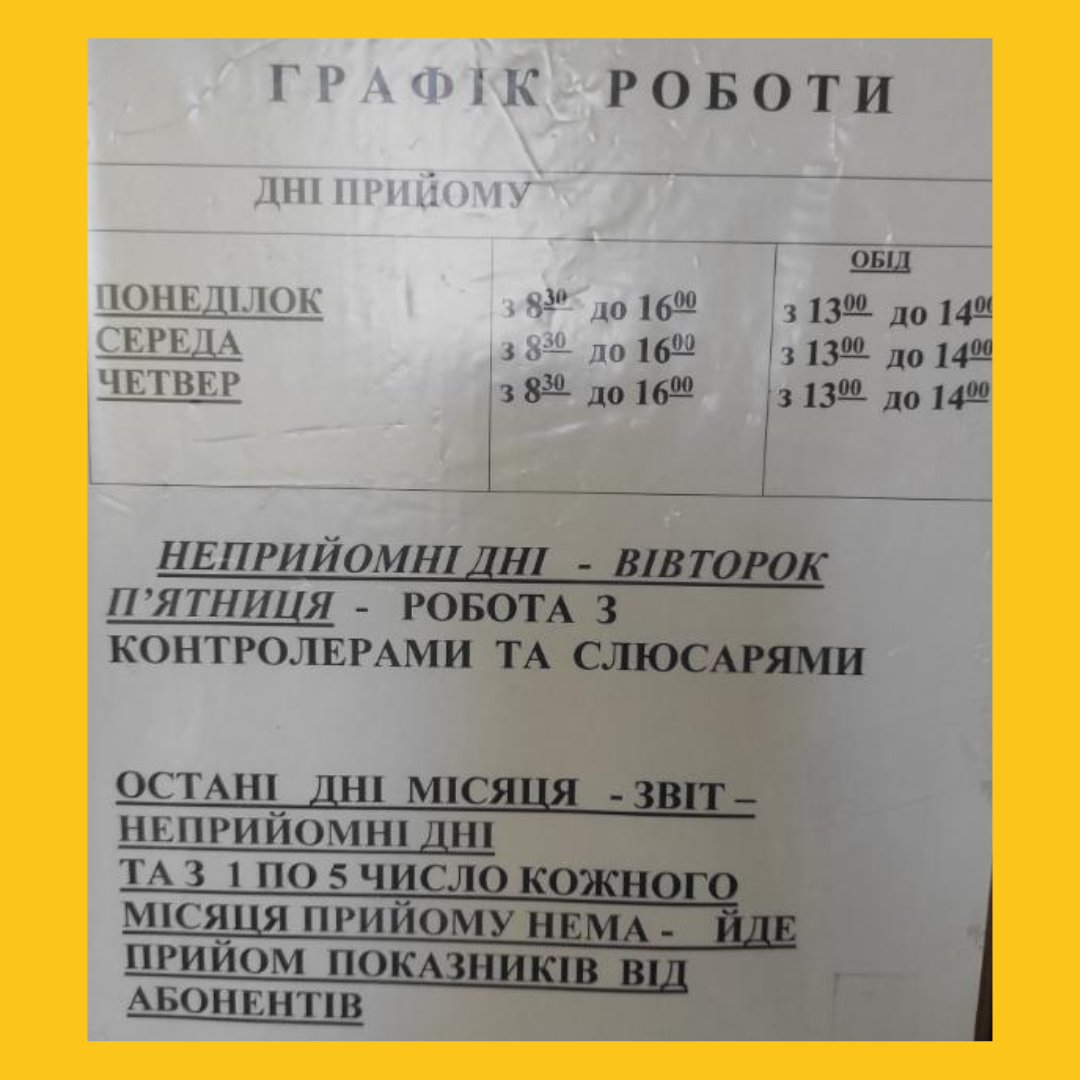 ГРАФІК РОБОТИ
ДНІ ПРИЙОМУ
ОБІД
ПОНЕДІЛОК з 8³⁰ до 16⁰⁰ з 13⁰⁰ до 14⁰⁰
СЕРЕДА з 8³⁰ до 16⁰⁰ з 13⁰⁰ до 14⁰⁰
ЧЕТВЕР з 8³⁰ до 16⁰⁰ з 13⁰⁰ до 14⁰⁰
НЕПРИЙОМНІ ДНІ - ВІВТОРОК
П’ЯТНИЦЯ - РОБОТА З
КОНТРОЛЕРАМИ ТА СЛЮСАРЯМИ
ОСТАНІ ДНІ МІСЯЦЯ - ЗВІТ –
НЕПРИЙОМНІ ДНІ
ТА З 1 ПО 5 ЧИСЛО КОЖНОГО
МІСЯЦЯ ПРИЙОМУ НЕМА - ЙДЕ
ПРИЙОМ ПОКАЗНИКІВ ВІД
АБОНЕНТІВ